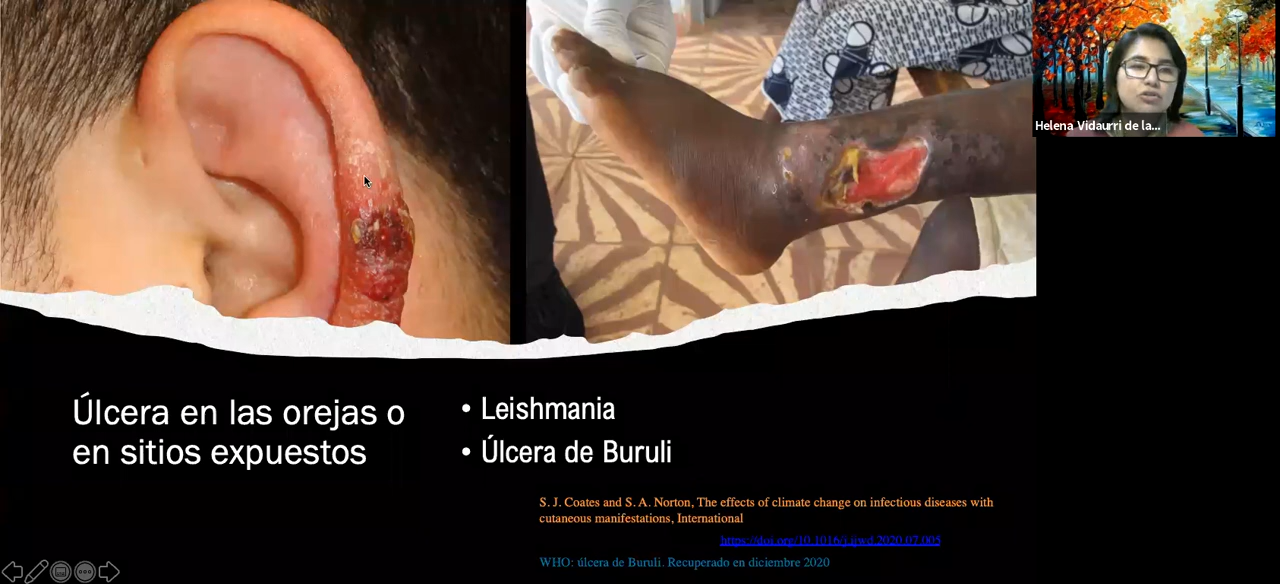 Helena Vidaurri de la...
Úlcera en las orejas o
en sitios expuestos
• Leishmania
• Úlcera de Buruli
S. J. Coates and S. A. Norton, The effects of climate change on infectious diseases with
cutaneous manifestations, International
https://doi.org/10.1016/j.ijwd.2020.07.005
WHO: úlcera de Buruli. Recuperado en diciembre 2020